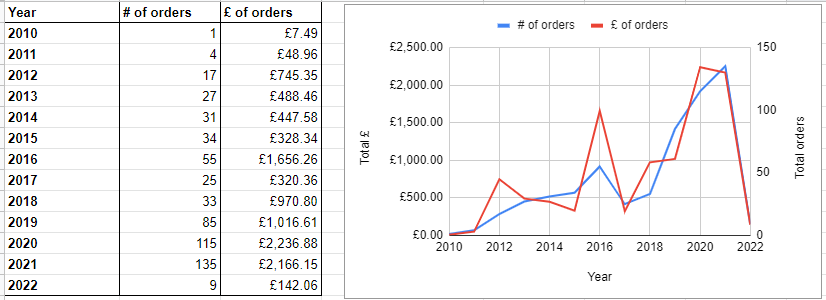 Year # of orders £ of orders
2010 1 £7.49
2011 4 £48.96
2012 17 £745.35
2013 27 £488.46
2014 31 £447.58
2015 34 £328.34
2016 55 £1,656.26
2017 25 £320.36
2018 33 £970.80
2019 85 £1,016.61
2020 115 £2,236.88
2021 135 £2,166.15
2022 9 £142.06
# of orders £ of orders
£2,500.00 150
£2,000.00
£1,500.00
£1,000.00
£500.00
£0.00
100
50
0
Total £
Total orders
2010 2012 2014 2016 2018 2020 2022
Year